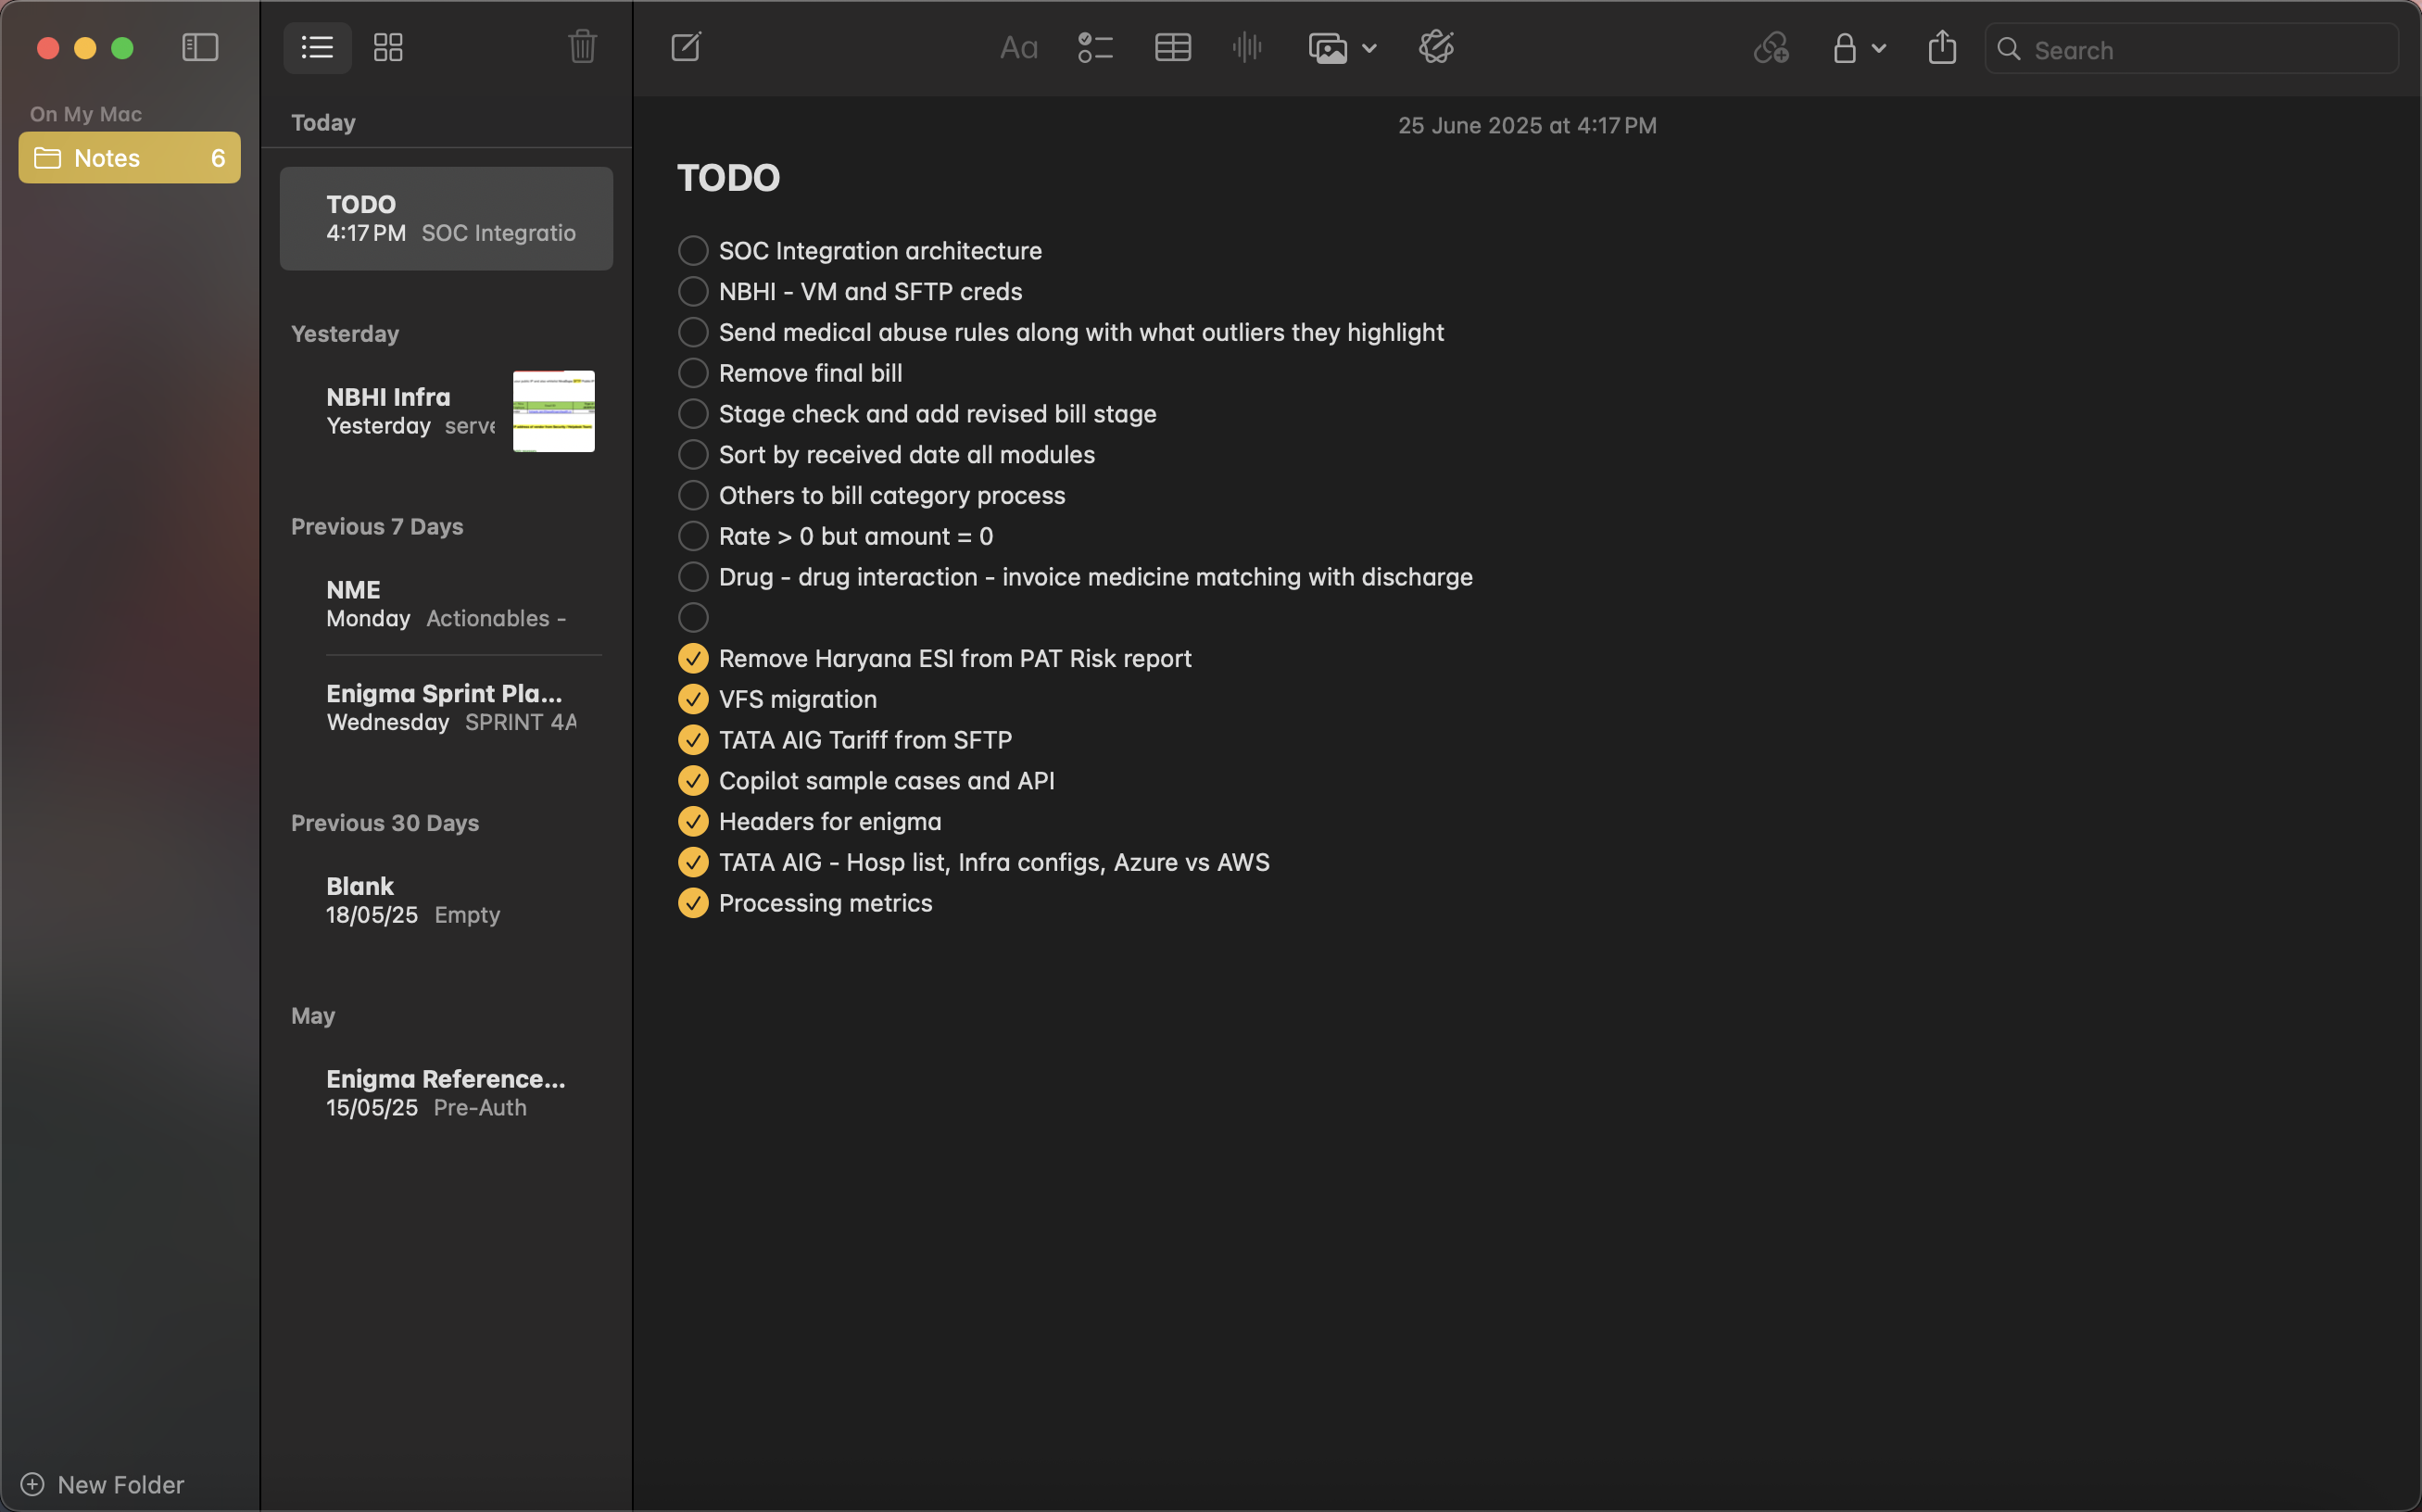 On My Mac
Notes 6
New Folder
Today
TODO
4:17 PM SOC Integratio
Yesterday
NBHI Infra
Yesterday serve
Previous 7 Days
NME
Monday Actionables -
Enigma Sprint Pla...
Wednesday SPRINT 4A
Previous 30 Days
Blank
18/05/25 Empty
May
Enigma Reference...
15/05/25 Pre-Auth
Aa
Search
25 June 2025 at 4:17 PM
TODO
SOC Integration architecture
NBHI - VM and SFTP creds
Send medical abuse rules along with what outliers they highlight
Remove final bill
Stage check and add revised bill stage
Sort by received date all modules
Others to bill category process
Rate > 0 but amount = 0
Drug - drug interaction - invoice medicine matching with discharge
Remove Haryana ESI from PAT Risk report
VFS migration
TATA AIG Tariff from SFTP
Copilot sample cases and API
Headers for enigma
TATA AIG - Hosp list, Infra configs, Azure vs AWS
Processing metrics